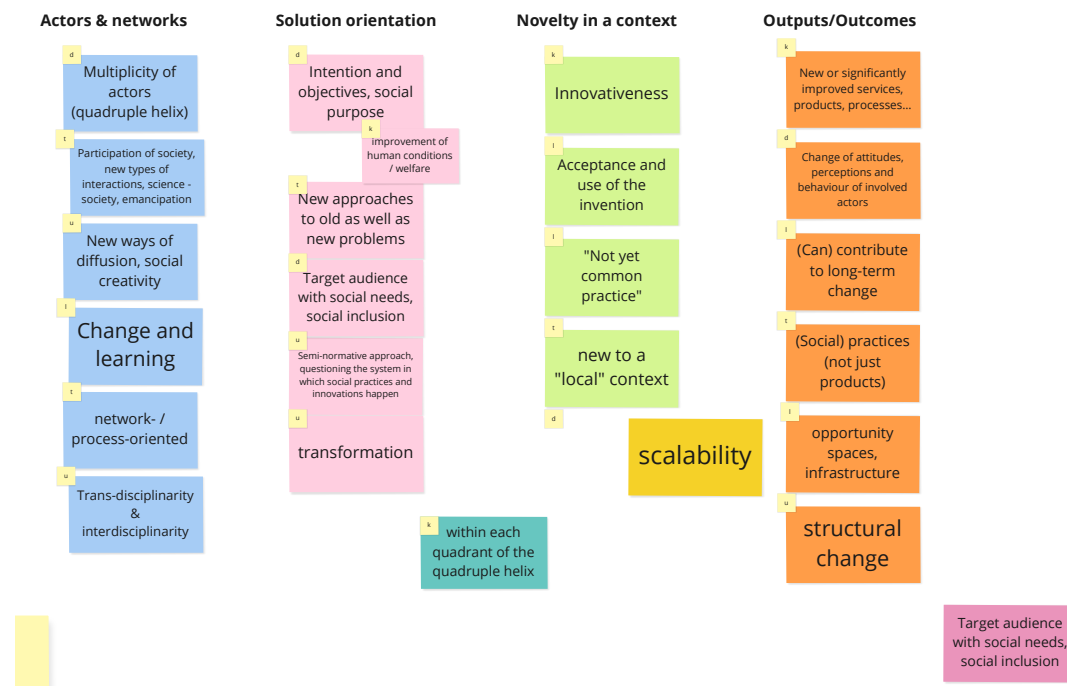 Actors & networks
d
Multiplicity of
actors
(quadruple helix)
t
Participation of society,
new types of
interactions, science -
society, emancipation
u
New ways of
diffusion, social
creativity
l
Change and
learning
t
network- /
process-oriented
u
Trans-disciplinarity
&
interdisciplinarity
Solution orientation
d
Intention and
objectives, social
purpose
k
Improvement of
human conditions
/ welfare
t
New approaches
to old as well as
new problems
d
Target audience
with social needs,
social inclusion
u
Semi-normative approach,
questioning the system in
which social practices and
innovations happen
u
transformation
k
within each
quadrant of the
quadruple helix
Novelty in a context
k
Innovativeness
l
Acceptance and
use of the
invention
l
"Not yet
common
practice"
t
new to a
"local" context
d
scalability
Outputs/Outcomes
k
New or significantly
improved services,
products, processes...
d
Change of attitudes,
perceptions and
behaviour of involved
actors
l
(Can) contribute
to long-term
change
t
(Social) practices
(not just
products)
l
opportunity
spaces,
infrastructure
u
structural
change
Target audience
with social needs,
social inclusion